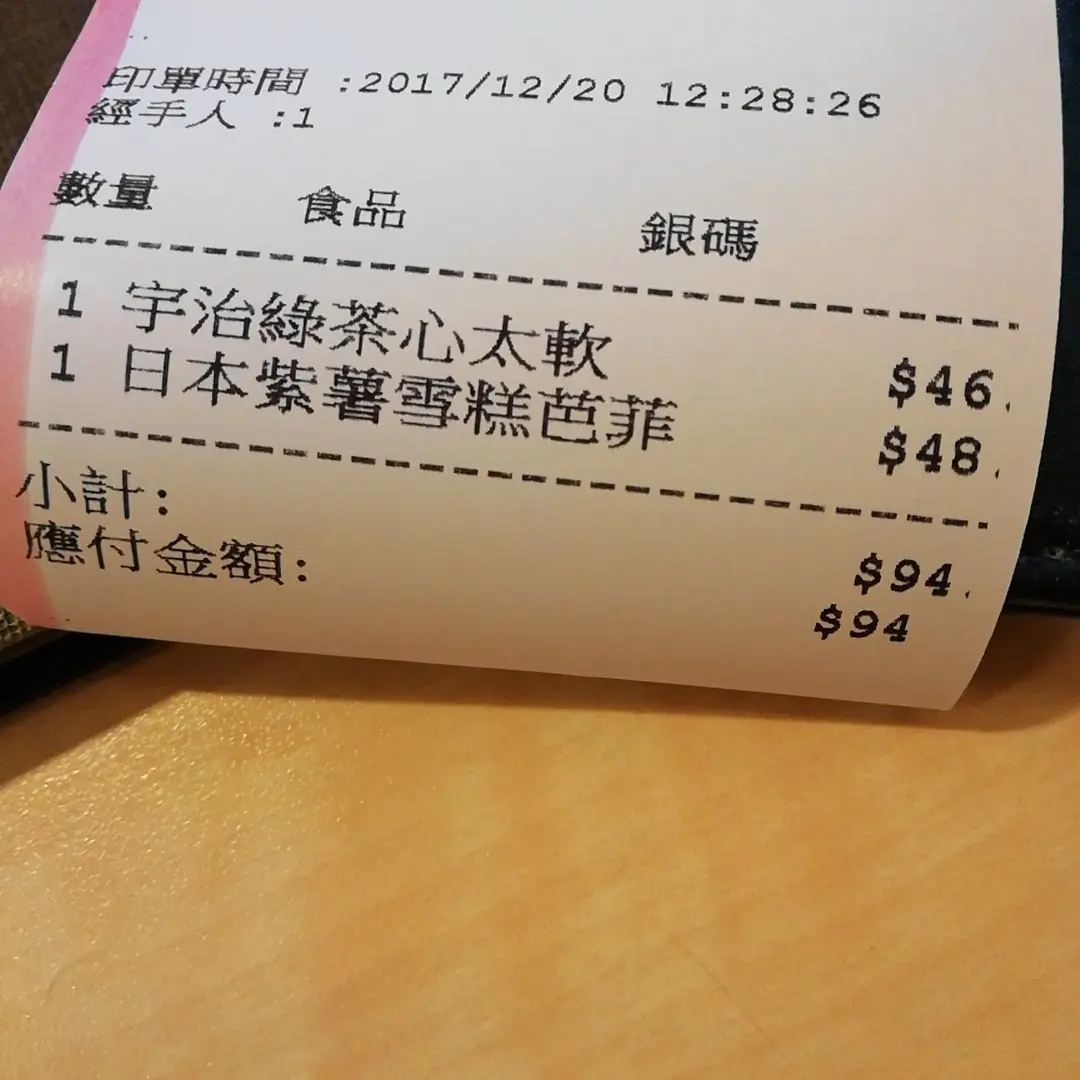 印單時間 :2017/12/20 12:28:26
經手人 :1
數量 食品 銀碼
1 宇治綠茶心太軟 $46.
1 日本紫薯雪糕芭菲 $48.
小計: $94.
應付金額: $94